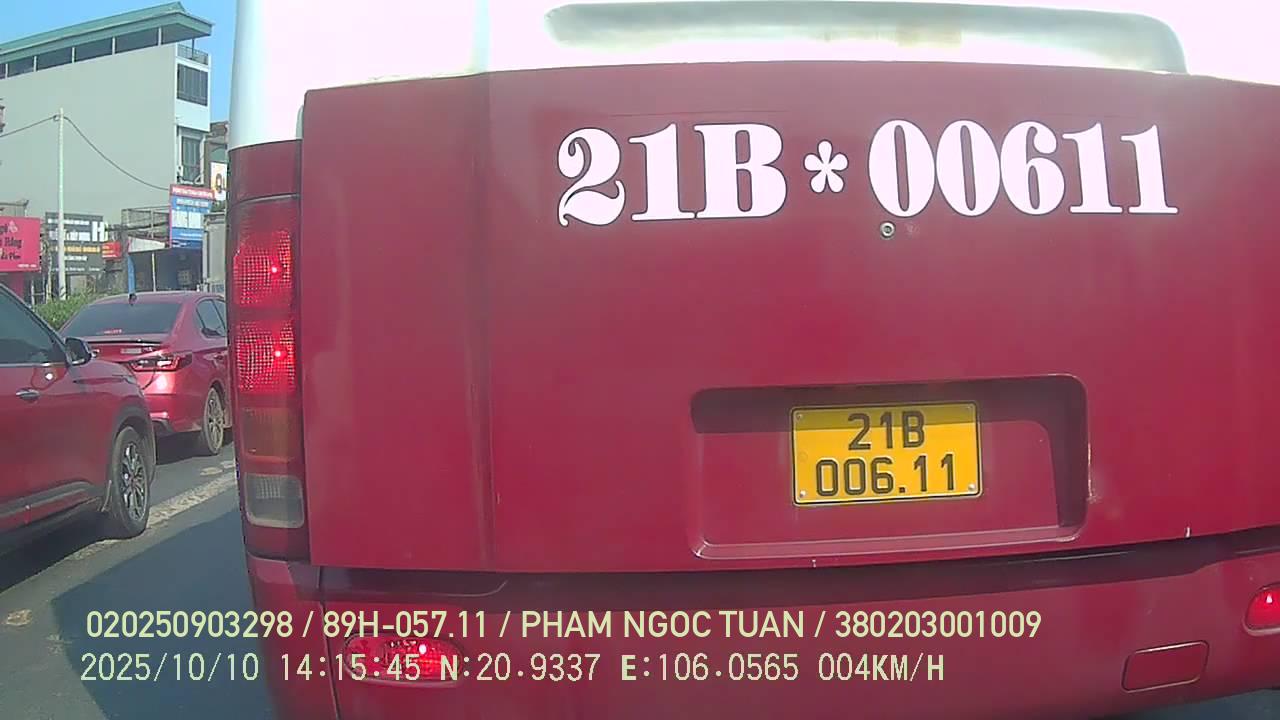 21B*00611
21B
006.11
020250903298 / 89H-057.11 / PHAM NGOC TUAN / 380203001009
2025/10/10 14:15:45 N:20.9337 E:106.0565 004KM/H